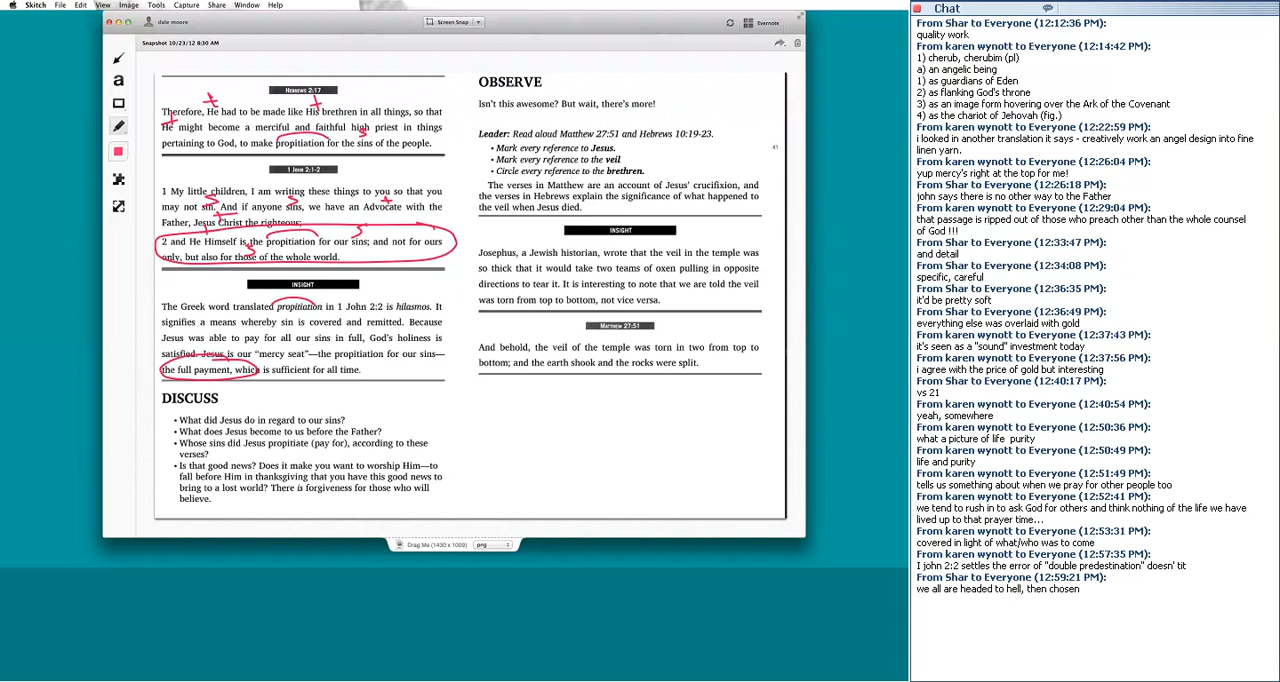 Skitch File Edit View Image Tools Capture Share Window Help
dale moore
Screen Snap
Evernote
Snapshot 10/23/12 8:30 AM
HEBREWS 2:17
Therefore, He had to be made like His brethren in all things, so that
He might become a merciful and faithful high priest in things
pertaining to God, to make propitiation for the sins of the people.
1 JOHN 2:1-2
1 My little children, I am writing these things to you so that you
may not sin. And if anyone sins, we have an Advocate with the
Father, Jesus Christ the righteous;
2 and He Himself is the propitiation for our sins; and not for ours
only, but also for those of the whole world.
INSIGHT
The Greek word translated propitiation in 1 John 2:2 is hilasmos. It
signifies a means whereby sin is covered and remitted. Because
Jesus was able to pay for all our sins in full, God's holiness is
satisfied. Jesus is our “mercy seat”—the propitiation for our sins—
the full payment, which is sufficient for all time.
DISCUSS
• What did Jesus do in regard to our sins?
• What does Jesus become to us before the Father?
• Whose sins did Jesus propitiate (pay for), according to these
verses?
• Is that good news? Does it make you want to worship Him—to
fall before Him in thanksgiving that you have this good news to
bring to a lost world? There is forgiveness for those who will
believe.
OBSERVE
Isn't this awesome? But wait, there's more!
Leader: Read aloud Matthew 27:51 and Hebrews 10:19-23.
41
• Mark every reference to Jesus.
• Mark every reference to the veil
• Circle every reference to the brethren.
The verses in Matthew are an account of Jesus' crucifixion, and
the verses in Hebrews explain the significance of what happened to
the veil when Jesus died.
INSIGHT
Josephus, a Jewish historian, wrote that the veil in the temple was
so thick that it would take two teams of oxen pulling in opposite
directions to tear it. It is interesting to note that we are told the veil
was torn from top to bottom, not vice versa.
MATTHEW 27:51
And behold, the veil of the temple was torn in two from top to
bottom; and the earth shook and the rocks were split.
Drag Me (1430 x 1029) png
Chat
From Shar to Everyone (12:12:36 PM):
quality work
From karen wynott to Everyone (12:14:42 PM):
1) cherub, cherubim (pl)
a) an angelic being
1) as guardians of Eden
2) as flanking God's throne
3) as an image form hovering over the Ark of the Covenant
4) as the chariot of Jehovah (fig.)
From karen wynott to Everyone (12:22:59 PM):
i looked in another translation it says - creatively work an angel design into fine
linen yarn.
From karen wynott to Everyone (12:26:04 PM):
yup mercy's right at the top for me!
From karen wynott to Everyone (12:26:18 PM):
john says there is no other way to the Father
From karen wynott to Everyone (12:29:04 PM):
that passage is ripped out of those who preach other than the whole counsel
of God !!!
From karen wynott to Everyone (12:33:47 PM):
and detail
From karen wynott to Everyone (12:34:08 PM):
specific, careful
From karen wynott to Everyone (12:36:35 PM):
it'd be pretty soft
From karen wynott to Everyone (12:36:49 PM):
everything else was overlaid with gold
From karen wynott to Everyone (12:37:43 PM):
it's seen as a "sound" investment today
From karen wynott to Everyone (12:37:56 PM):
i agree with the price of gold but interesting
From karen wynott to Everyone (12:40:17 PM):
vs 21
From karen wynott to Everyone (12:40:54 PM):
yeah, somewhere
From karen wynott to Everyone (12:50:36 PM):
what a picture of life purity
From karen wynott to Everyone (12:50:49 PM):
life and purity
From karen wynott to Everyone (12:51:49 PM):
tells us something about when we pray for other people too
From karen wynott to Everyone (12:52:41 PM):
we tend to rush in to ask God for others and think nothing of the life we have
lived up to that prayer time...
From karen wynott to Everyone (12:53:31 PM):
covered in light of what/who was to come
From karen wynott to Everyone (12:57:35 PM):
I john 2:2 settles the error of "double predestination" doesn' tit
From Shar to Everyone (12:59:21 PM):
we all are headed to hell, then chosen